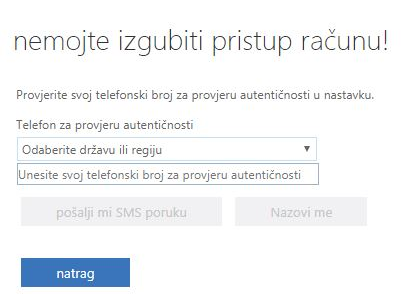 nemojte izgubiti pristup računu!
Provjerite svoj telefonski broj za provjeru autentičnosti u nastavku.
Telefon za provjeru autentičnosti
Odaberite državu ili regiju
Unesite svoj telefonski broj za provjeru autentičnosti
pošalji mi SMS poruku Nazovi me
natrag